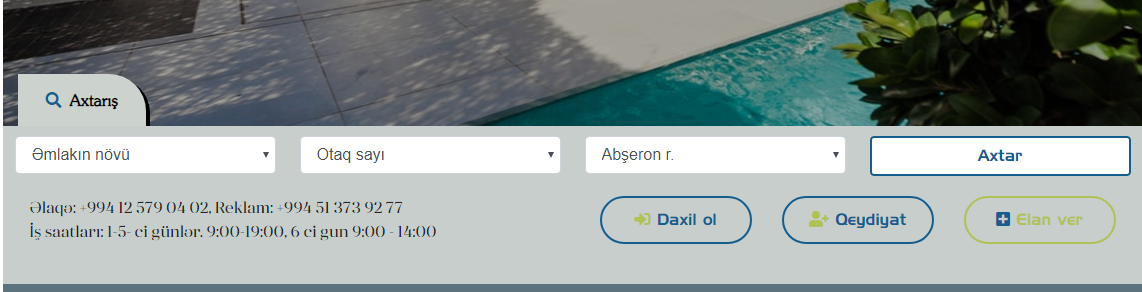 Axtarış
Əmlakın növü
Otaq sayı
Abşeron r.
Axtar
Əlaqə: +994 12 579 04 02, Reklam: +994 51 373 92 77
İş saatları: 1-5- ci günlər. 9:00-19:00, 6 ci gun 9:00 - 14:00
Daxil ol
Qeydiyat
Elan ver